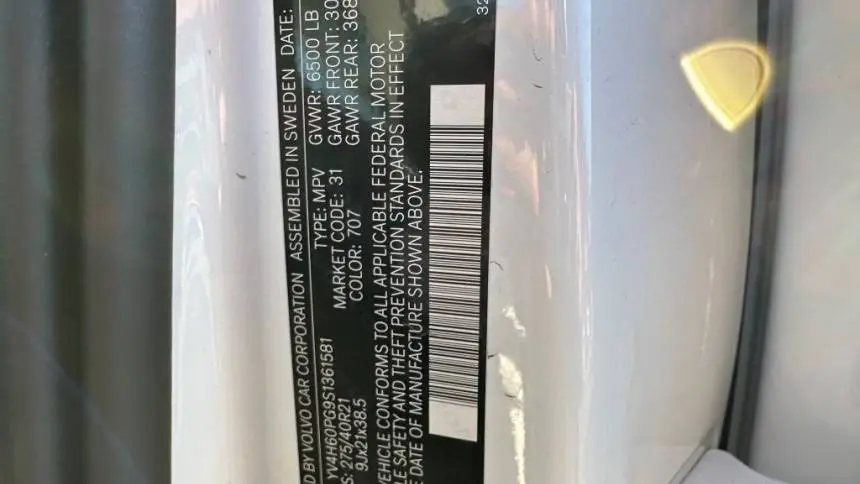 D BY VOLVO CAR CORPORATION ASSEMBLED IN SWEDEN DATE:
YV4H60PG9S1361581 TYPE: MPV GVWR: 6500 LB
S: 275/40R21 MARKET CODE: 31 GAWR FRONT: 30
9Jx21x38.5 COLOR: 707 GAWR REAR: 368
VEHICLE CONFORMS TO ALL APPLICABLE FEDERAL MOTOR
LE SAFETY AND THEFT PREVENTION STANDARDS IN EFFECT
E DATE OF MANUFACTURE SHOWN ABOVE.
32